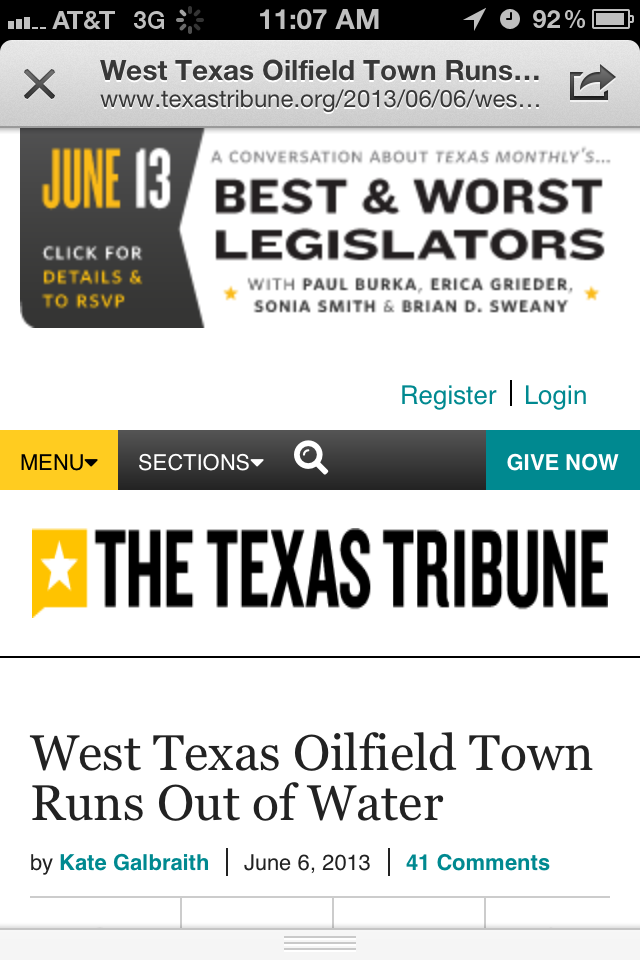 AT&T 3G 11:07 AM 92%
West Texas Oilfield Town Runs...
www.texastribune.org/2013/06/06/wes...
JUNE 13
CLICK FOR
DETAILS &
TO RSVP
A CONVERSATION ABOUT TEXAS MONTHLY'S...
BEST & WORST
LEGISLATORS
WITH PAUL BURKA, ERICA GRIEDER,
SONIA SMITH & BRIAN D. SWEANY
Register | Login
MENU SECTIONS GIVE NOW
THE TEXAS TRIBUNE
West Texas Oilfield Town
Runs Out of Water
by Kate Galbraith | June 6, 2013 | 41 Comments